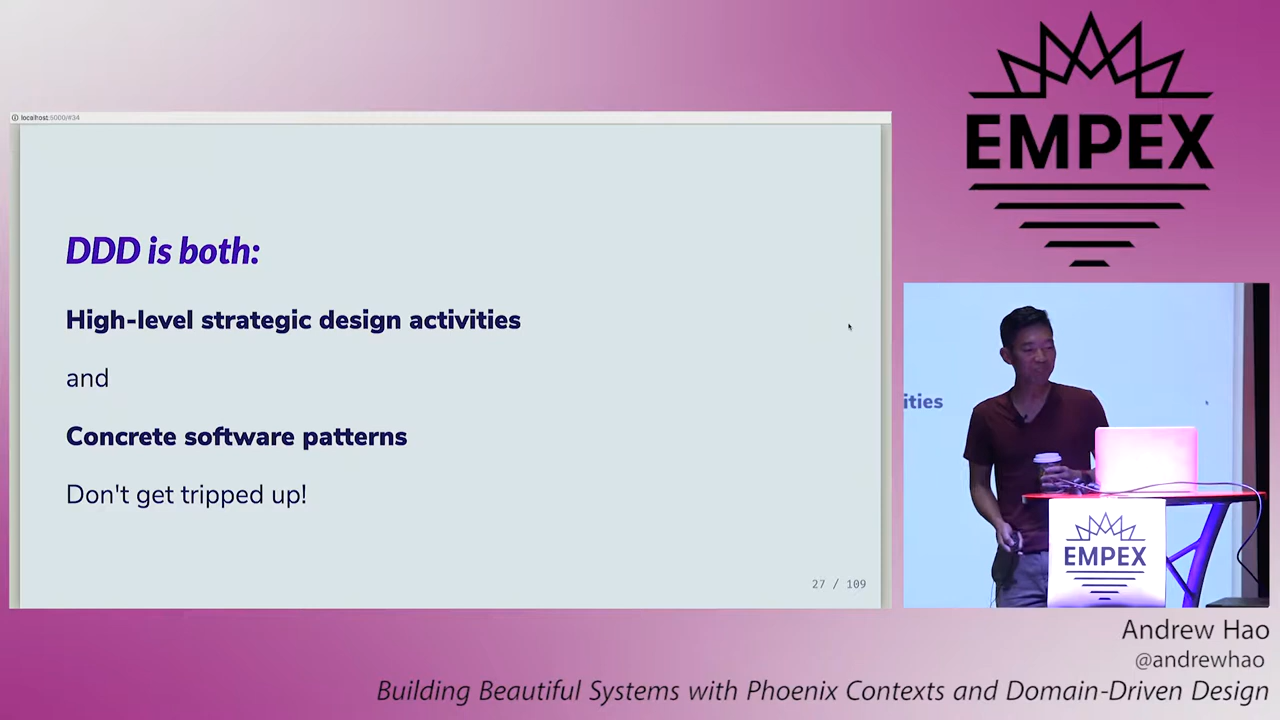 localhost:5000/#34
DDD is both:
High-level strategic design activities
and
Concrete software patterns
Don't get tripped up!
27 / 109
EMPEX
ities
EMPEX
Andrew Hao
@andrewhao
Building Beautiful Systems with Phoenix Contexts and Domain-Driven Design